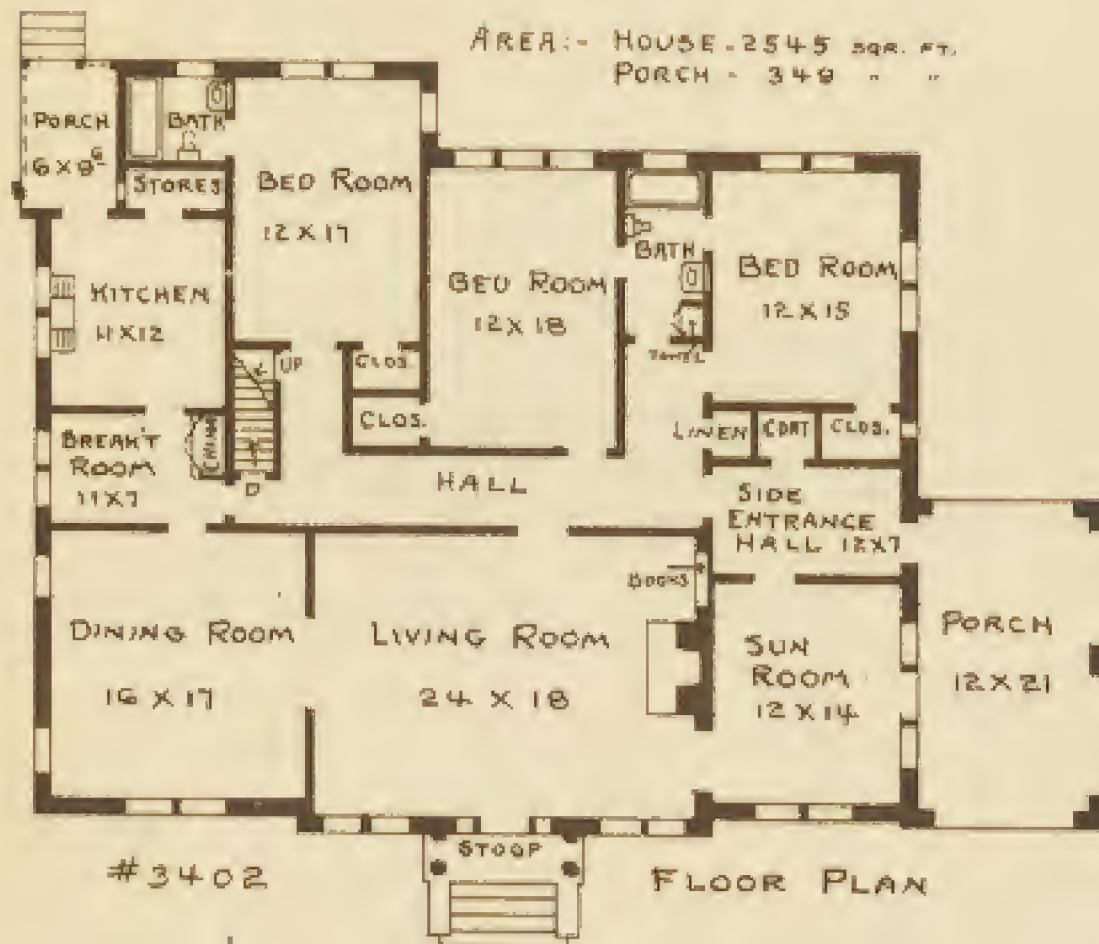 AREA:- HOUSE - 2545 SQR. FT.
PORCH - 349 " "
PORCH
6 X 9⁶
BATH
STORES
BED ROOM
12 X 17
KITCHEN
11 X 12
UP
CLOS.
CLOS.
BED ROOM
12 X 18
BATH
TOWEL
BED ROOM
12 X 15
LINEN
COAT
CLOS.
BREAK'T
ROOM
11 X 7
CHINA
D
HALL
SIDE
ENTRANCE
HALL 12X7
BOOKS
DINING ROOM
16 X 17
LIVING ROOM
24 X 18
SUN
ROOM
12 X 14
PORCH
12 X 21
STOOP
#3402
FLOOR PLAN